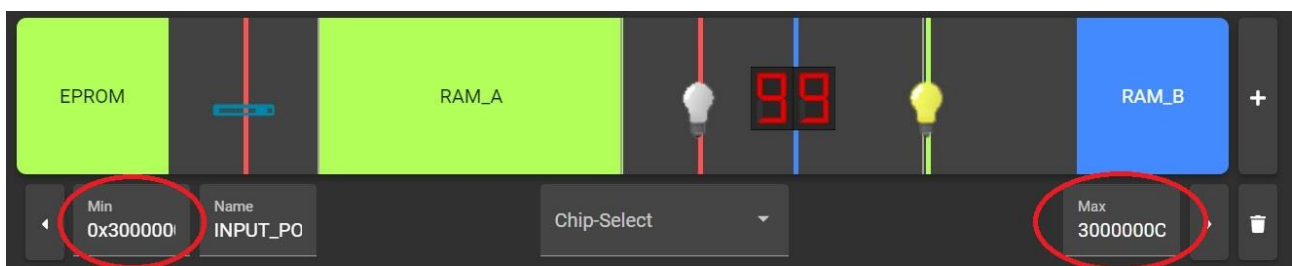 EPROM
RAM_A
99
RAM_B
+
Min
0x300000
Name
INPUT_PO
Chip-Select
Max
3000000C